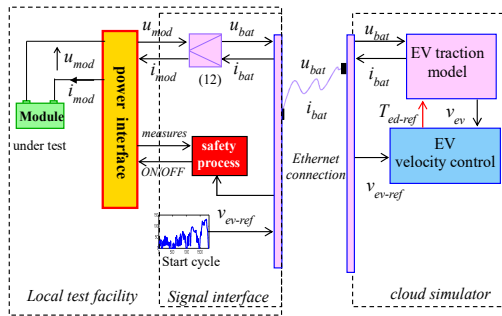 u_mod
u_bat
i_mod
i_bat
(12)
u_mod
i_mod
Module
under test
power interface
measures
ON/OFF
safety
process
v_ev-ref
Start cycle
Local test facility
Signal interface
u_bat
i_bat
Ethernet
connection
u_bat
i_bat
EV traction
model
T_ed-ref
v_ev
EV
velocity control
v_ev-ref
cloud simulator